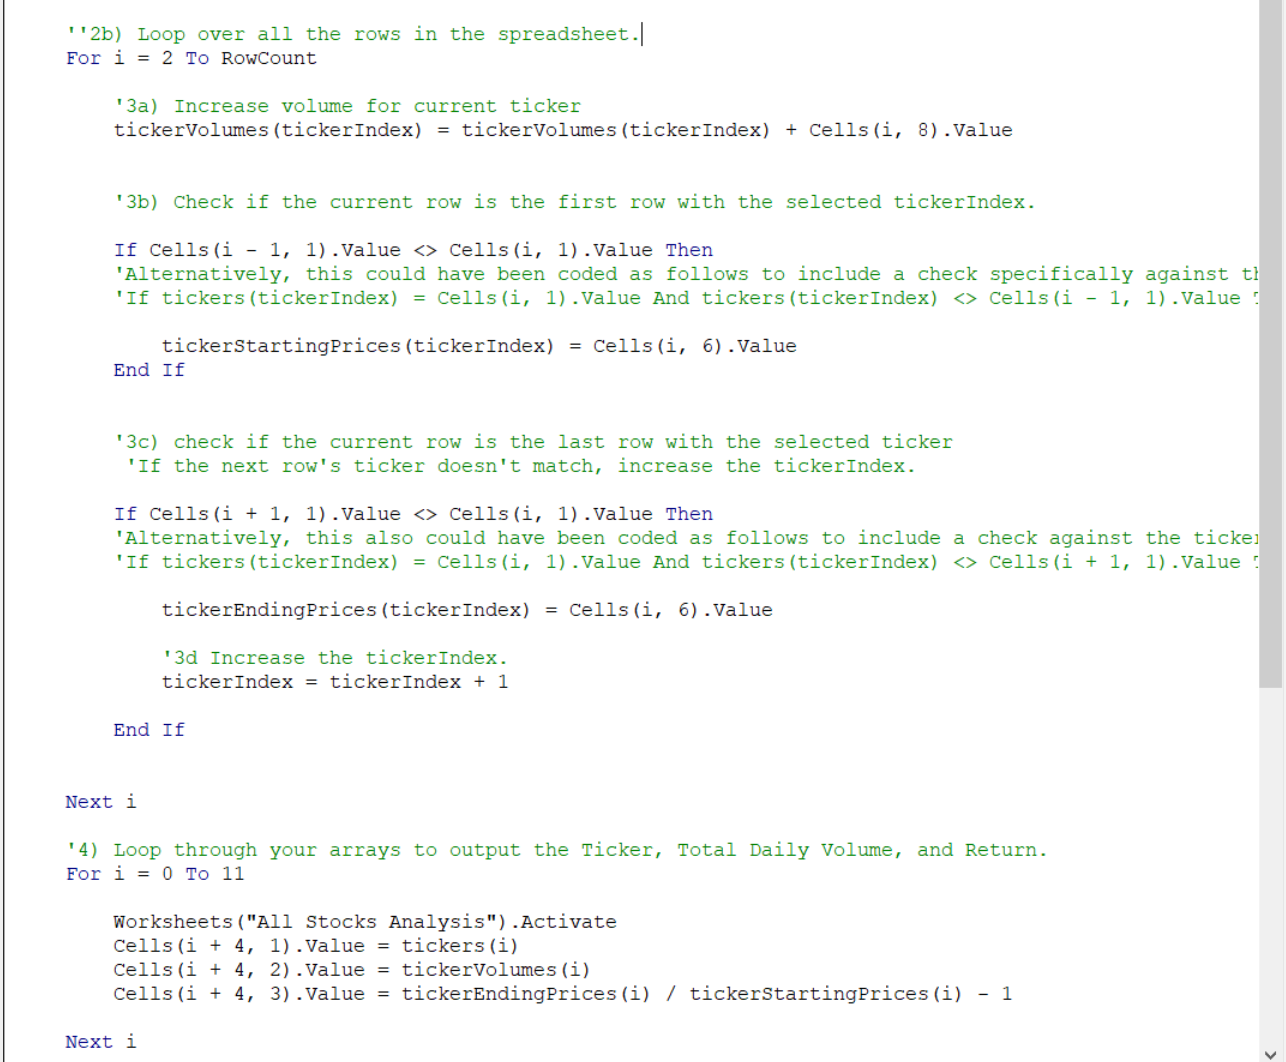 ''2b) Loop over all the rows in the spreadsheet.
For i = 2 To RowCount
'3a) Increase volume for current ticker
tickerVolumes(tickerIndex) = tickerVolumes(tickerIndex) + Cells(i, 8).Value
'3b) Check if the current row is the first row with the selected tickerIndex.
If Cells(i - 1, 1).Value <> Cells(i, 1).Value Then
'Alternatively, this could have been coded as follows to include a check specifically against
'If tickers(tickerIndex) = Cells(i, 1).Value And tickers(tickerIndex) <> Cells(i - 1, 1).Value
tickerStartingPrices(tickerIndex) = Cells(i, 6).Value
End If
'3c) check if the current row is the last row with the selected ticker
'If the next row's ticker doesn't match, increase the tickerIndex.
If Cells(i + 1, 1).Value <> Cells(i, 1).Value Then
'Alternatively, this also could have been coded as follows to include a check against the
'If tickers(tickerIndex) = Cells(i, 1).Value And tickers(tickerIndex) <> Cells(i + 1, 1).Value
tickerEndingPrices(tickerIndex) = Cells(i, 6).Value
'3d Increase the tickerIndex.
tickerIndex = tickerIndex + 1
End If
Next i
'4) Loop through your arrays to output the Ticker, Total Daily Volume, and Return.
For i = 0 To 11
Worksheets("All Stocks Analysis").Activate
Cells(i + 4, 1).Value = tickers(i)
Cells(i + 4, 2).Value = tickerVolumes(i)
Cells(i + 4, 3).Value = tickerEndingPrices(i) / tickerStartingPrices(i) - 1
Next i